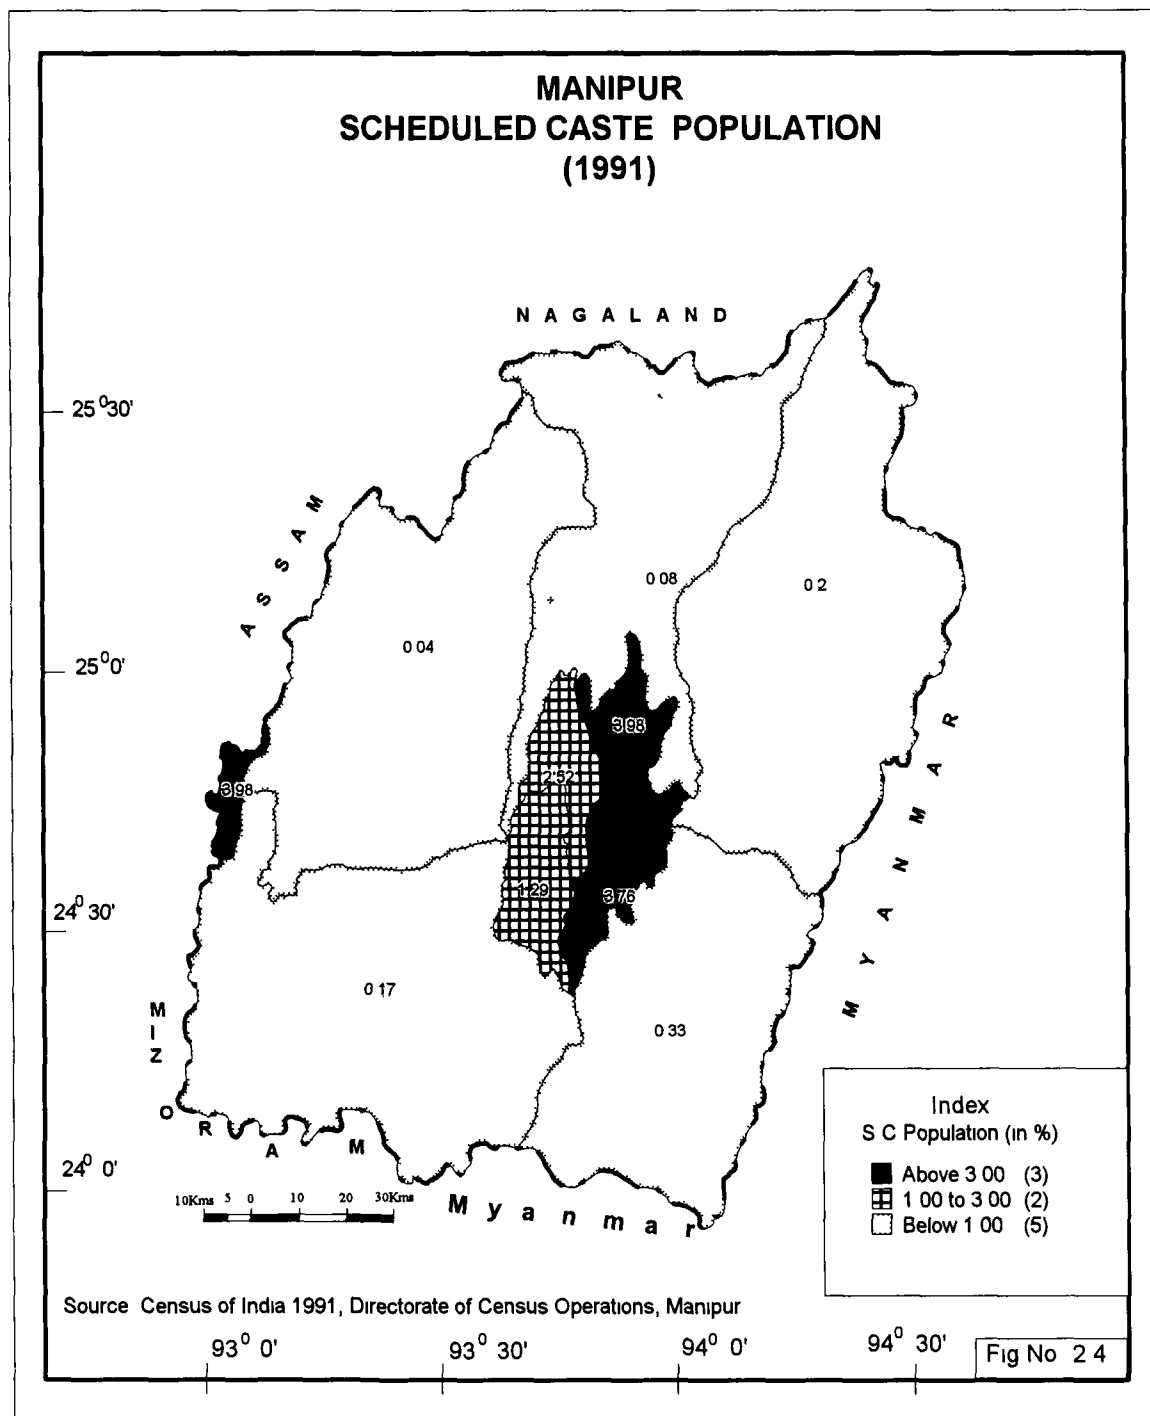 MANIPUR
SCHEDULED CASTE POPULATION
(1991)
NAGALAND
25⁰30'
ASSAM
0 08
0 2
0 04
25⁰0'
3 98
MYANMAR
2 52
3 98
1 29
3 76
24⁰ 30'
0 17
0 33
MIZORAM
Index
S C Population (in %)
Above 3 00 (3)
1 00 to 3 00 (2)
Below 1 00 (5)
24⁰ 0'
10Kms 5 0 10 20 30Kms
Myanmar
Source Census of India 1991, Directorate of Census Operations, Manipur
93⁰ 0' 93⁰ 30' 94⁰ 0' 94⁰ 30'
Fig No 2 4